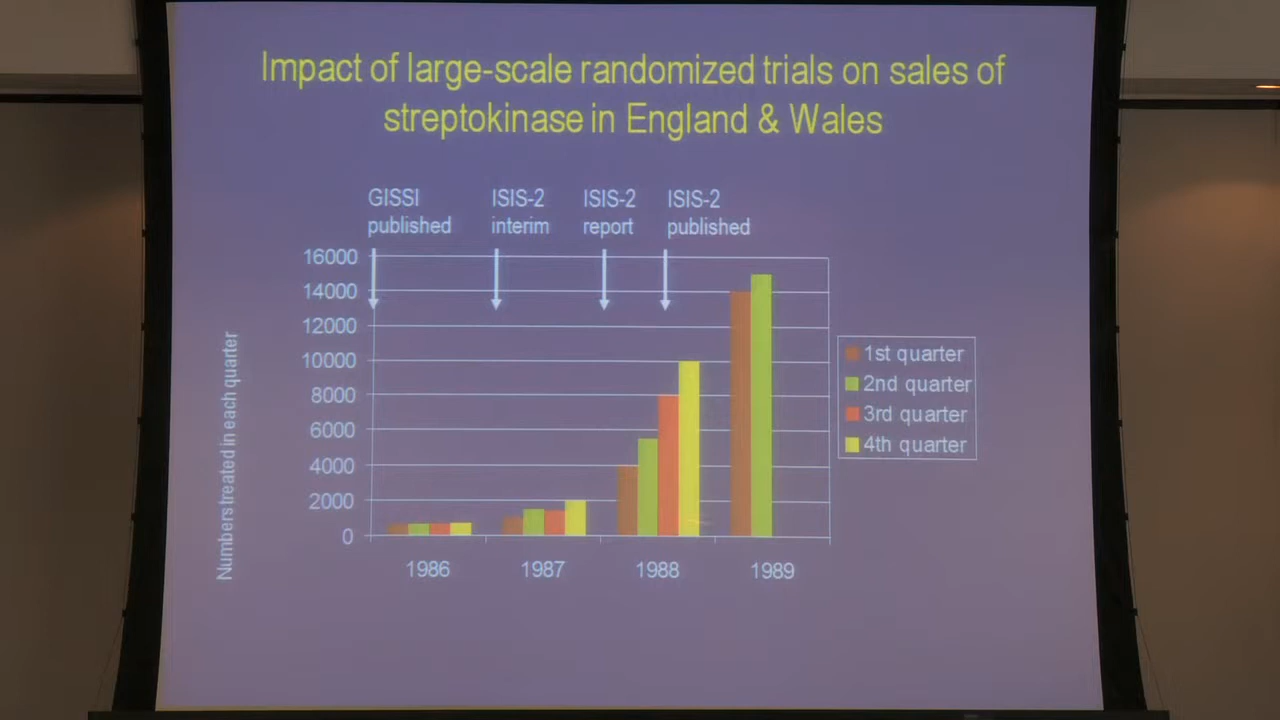 Impact of large-scale randomized trials on sales of
streptokinase in England & Wales
GISSI
published
ISIS-2
interim
ISIS-2
report
ISIS-2
published
16000
14000
12000
10000
8000
6000
4000
2000
0
Numbers treated in each quarter
1986
1987
1988
1989
1st quarter
2nd quarter
3rd quarter
4th quarter